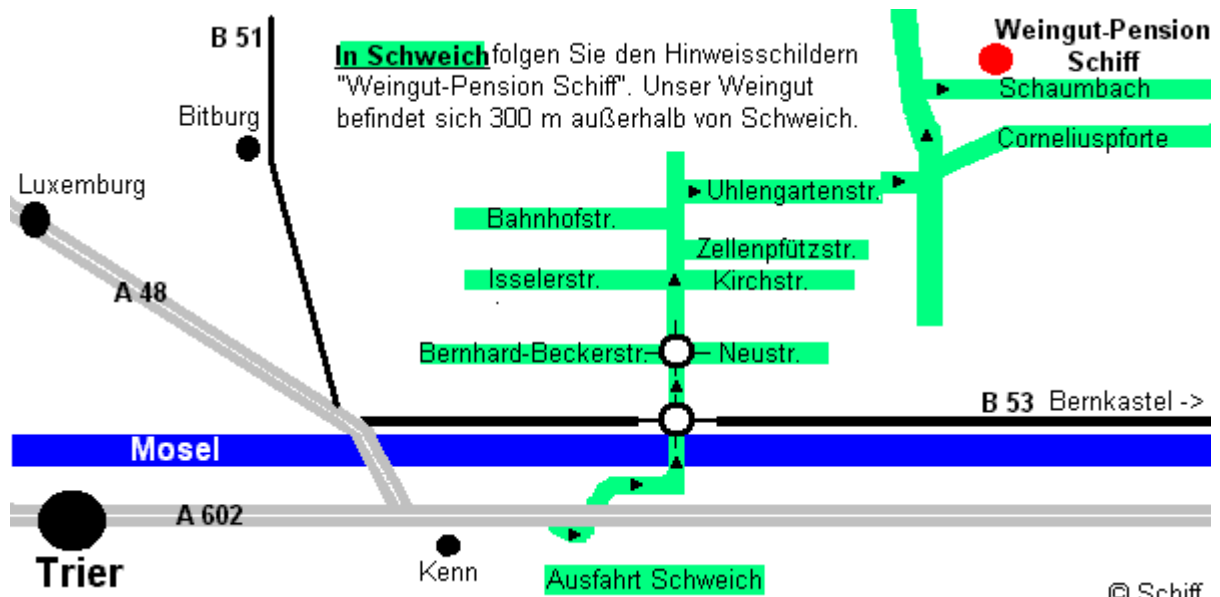 B 51
In Schweich folgen Sie den Hinweisschildern
"Weingut-Pension Schiff". Unser Weingut
befindet sich 300 m außerhalb von Schweich.
Weingut-Pension
Schiff
Schaumbach
Bitburg
Corneliuspforte
Luxemburg
Uhlengartenstr.
Bahnhofstr.
Zellenpfützstr.
Isselerstr.
Kirchstr.
A 48
Bernhard-Beckerstr.
Neustr.
B 53 Bernkastel ->
Mosel
A 602
Trier
Kenn
Ausfahrt Schweich
© Schiff